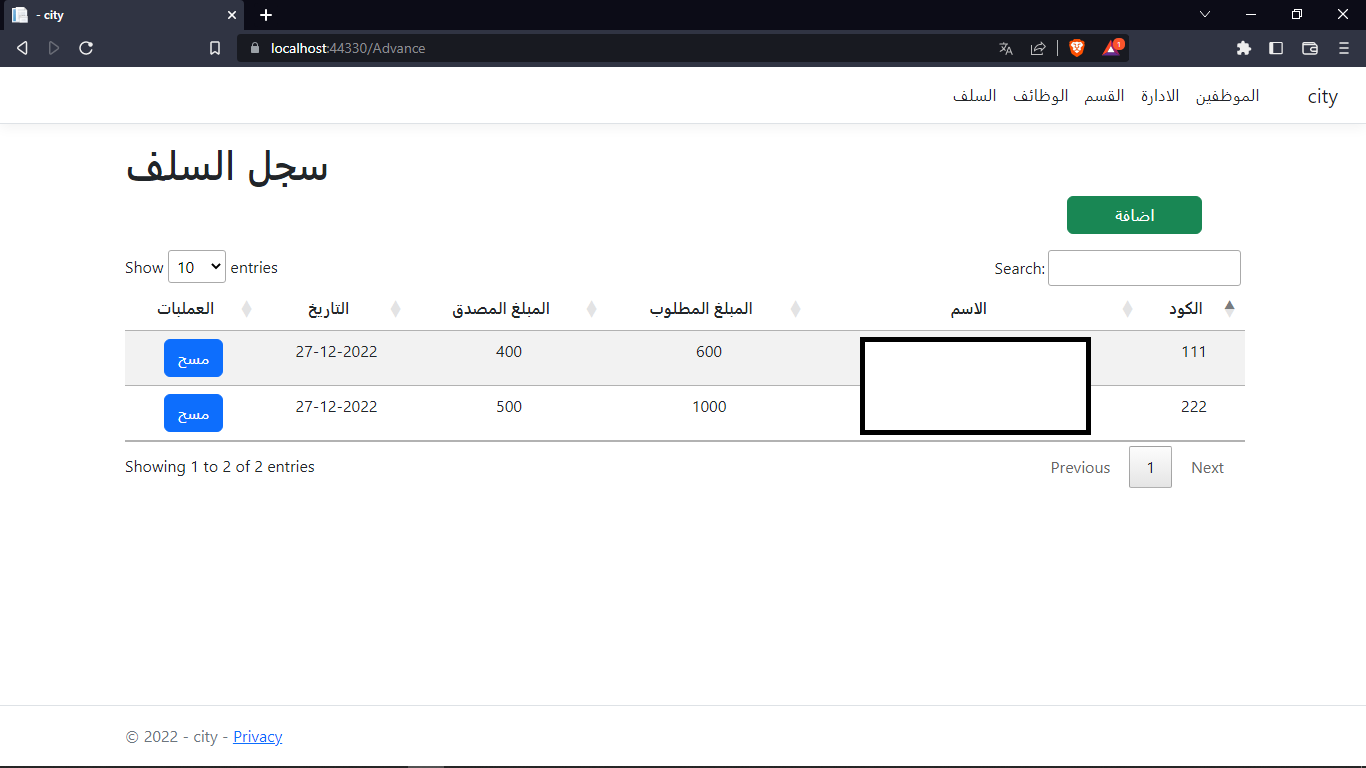 - city
localhost:44330/Advance
1
city الموظفين الادارة القسم الوظائف السلف
سجل السلف
اضافة
Show 10 entries Search:
الكود الاسم المبلغ المطلوب المبلغ المصدق التاريخ العمليات
111 600 400 27-12-2022 مسح
222 1000 500 27-12-2022 مسح
Showing 1 to 2 of 2 entries Previous 1 Next
© 2022 - city - Privacy